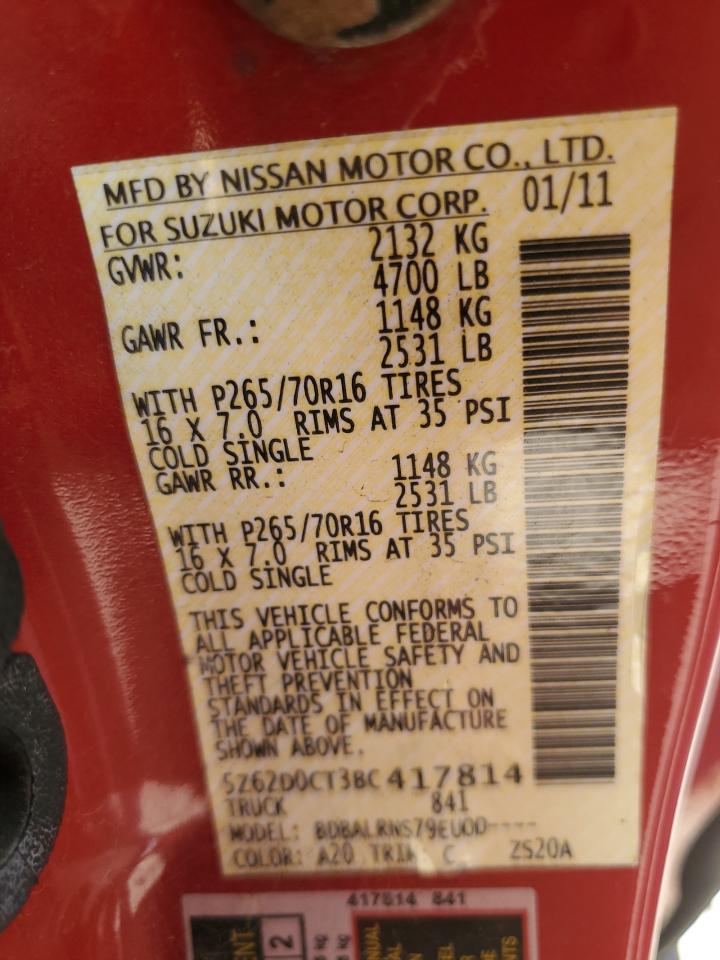 MFD BY NISSAN MOTOR CO., LTD.
FOR SUZUKI MOTOR CORP. 01/11
GVWR: 2132 KG
4700 LB
GAWR FR.: 1148 KG
2531 LB
WITH P265/70R16 TIRES
16 X 7.0 RIMS AT 35 PSI
COLD SINGLE
GAWR RR.: 1148 KG
2531 LB
WITH P265/70R16 TIRES
16 X 7.0 RIMS AT 35 PSI
COLD SINGLE
THIS VEHICLE CONFORMS TO
ALL APPLICABLE FEDERAL
MOTOR VEHICLE SAFETY AND
THEFT PREVENTION
STANDARDS IN EFFECT ON
THE DATE OF MANUFACTURE
SHOWN ABOVE.
5Z62D0CT3BC417814
TRUCK 841
MODEL: BDBALRNS79EUOD----
COLOR: A20 TRIM C ZS20A
417814 841
2
kg
kg